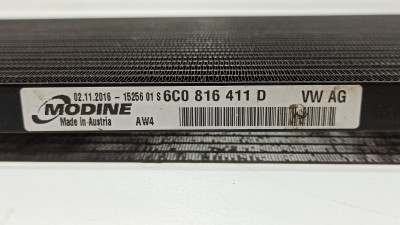 02.11.2016 - 15256 01 S 6C0 816 411 D VW AG
MODINE
Made in Austria AW4